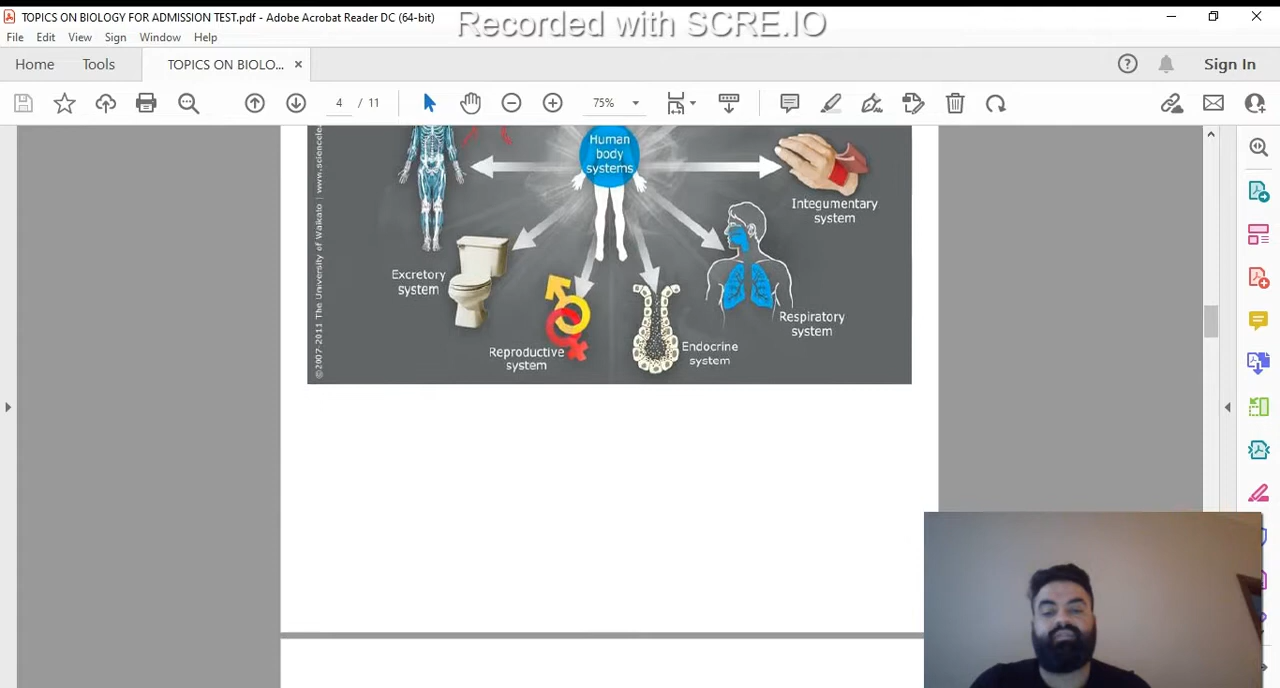 TOPICS ON BIOLOGY FOR ADMISSION TEST.pdf - Adobe Acrobat Reader DC (64-bit)
Recorded with SCRE.IO
File Edit View Sign Window Help
Home Tools TOPICS ON BIOLO... × Sign In
4 / 11 75%
Human
body
systems
Integumentary
system
Excretory
system
Respiratory
system
Endocrine
system
Reproductive
system
©2007-2011 The University of Waikato | www.sciencelea